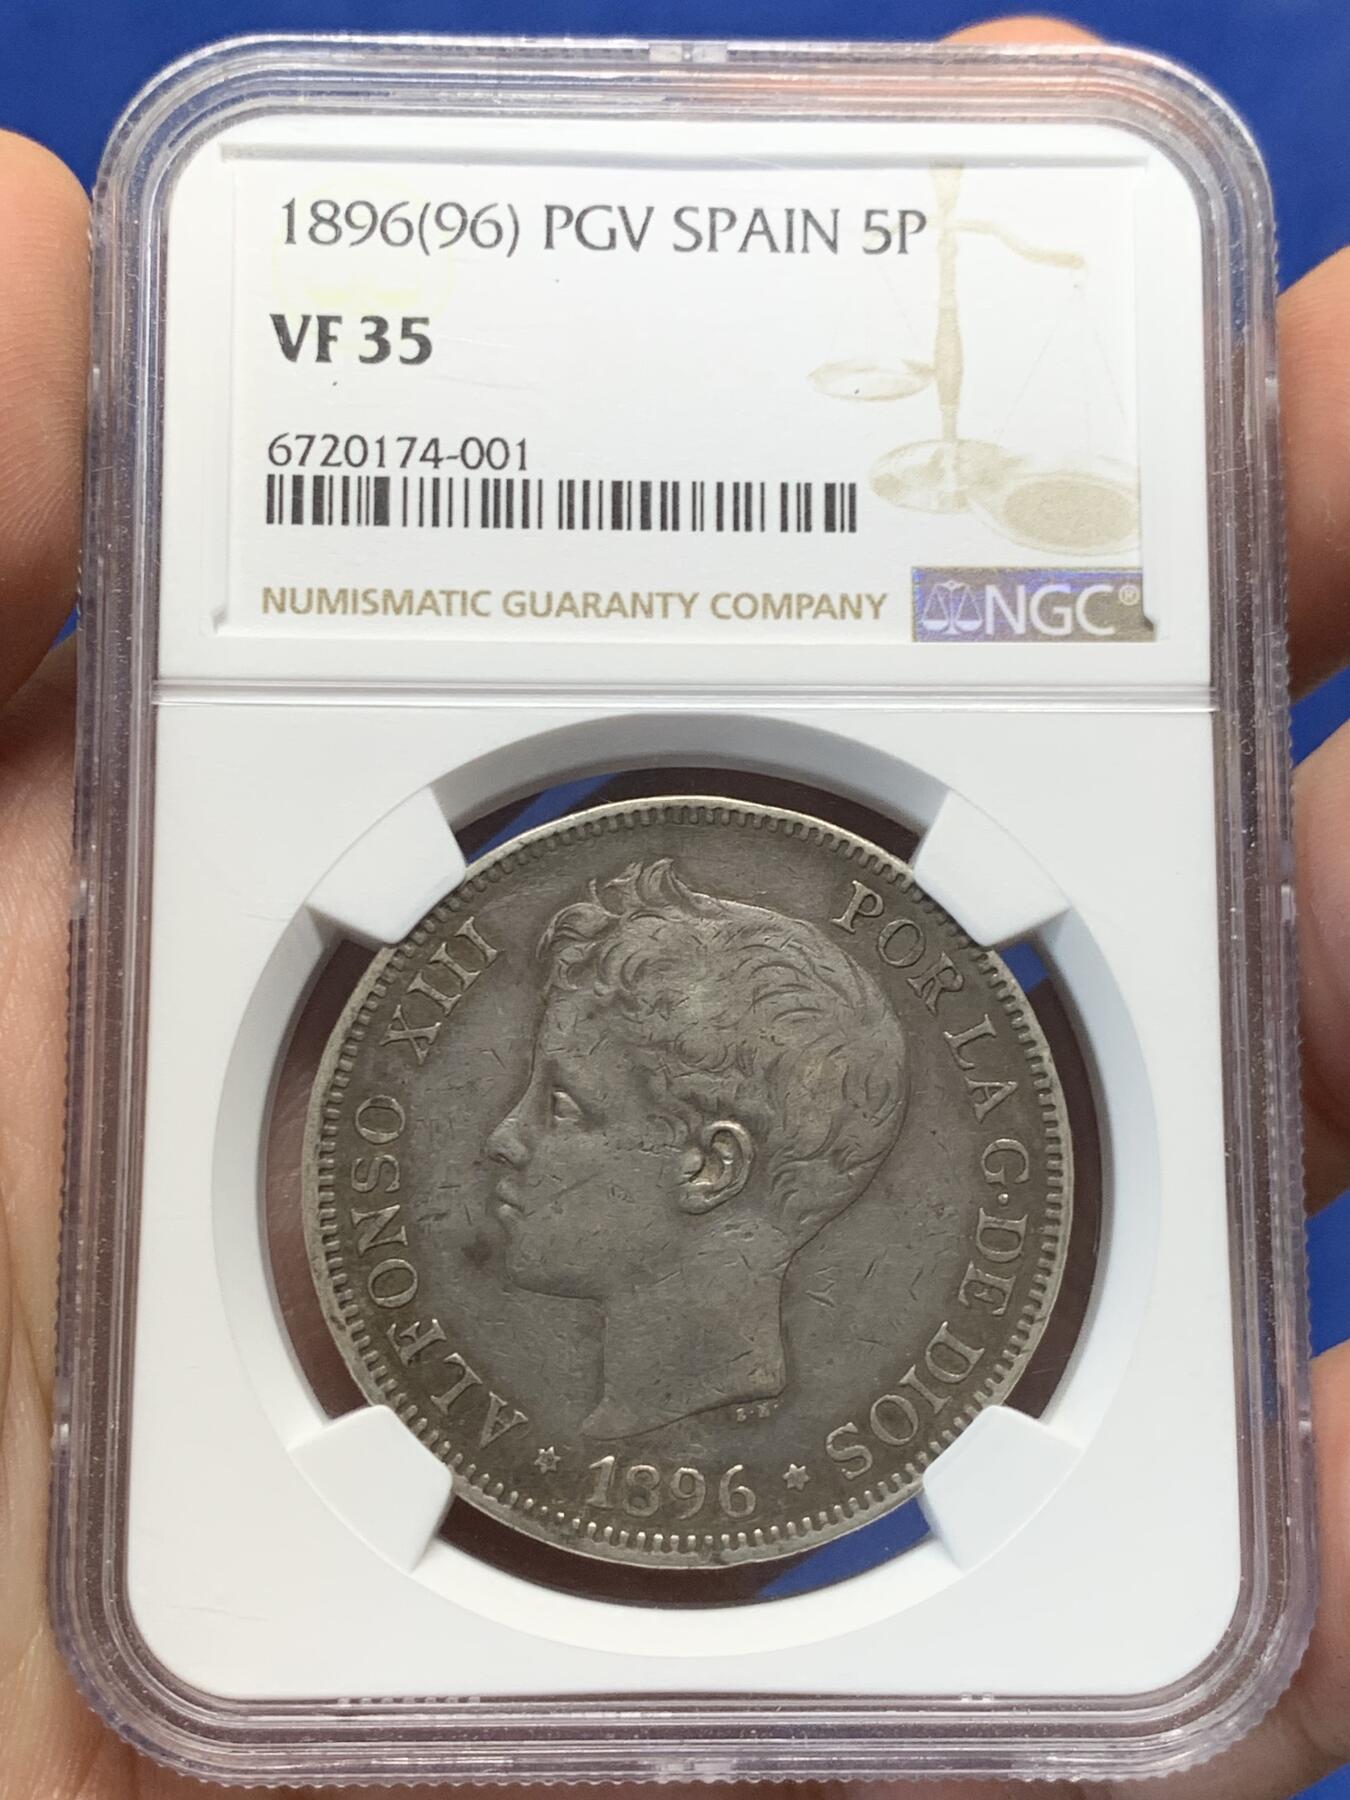 1896(96) PGV SPAIN 5P
VF 35
6720174-001
NUMISMATIC GUARANTY COMPANY
NGC®
ALFONSO XIII POR LA G·DE DIOS
* 1896 *